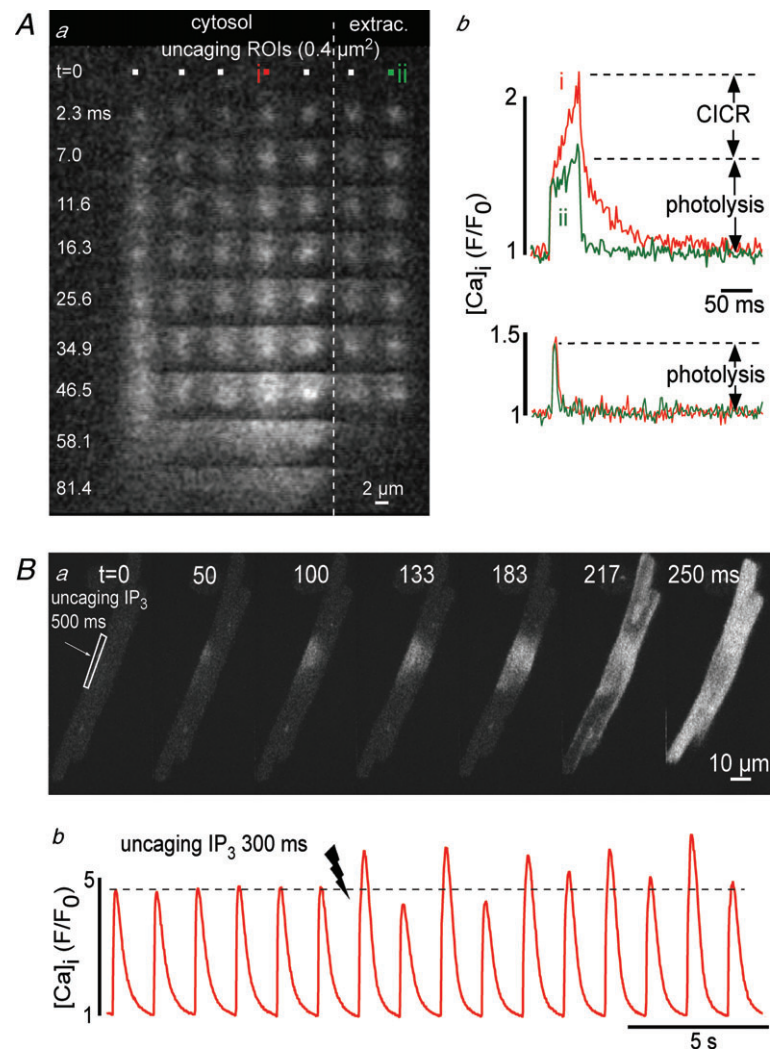 A
a
cytosol extrac.
uncaging ROIs (0.4 µm²)
t=0 i ii
2.3 ms
7.0
11.6
16.3
25.6
34.9
46.5
58.1
81.4
2 µm
b
[Ca]i (F/F0)
2
1
i
ii
CICR
photolysis
50 ms
1.5
1
photolysis
B
a t=0 50 100 133 183 217 250 ms
uncaging IP3
500 ms
10 µm
b
uncaging IP3 300 ms
[Ca]i (F/F0)
5
1
5 s